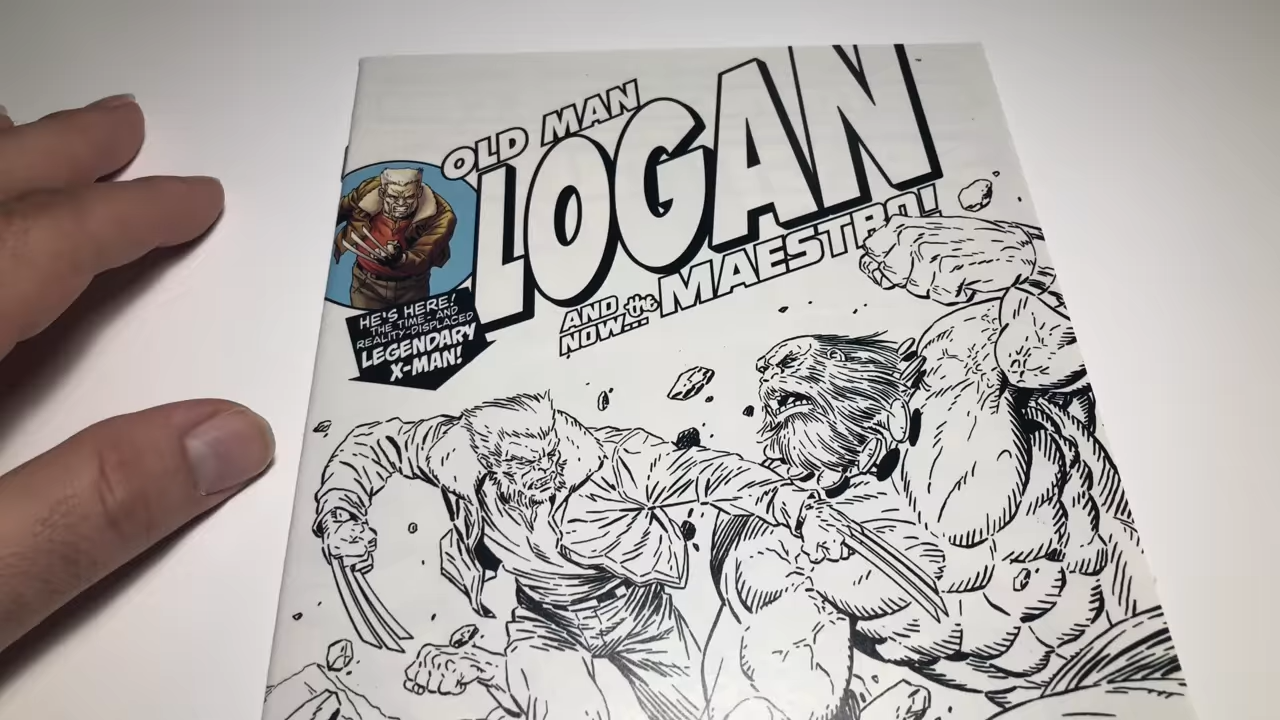 OLD MAN
LOGAN
AND
NOW... the MAESTRO!
HE'S HERE!
THE TIME- AND
REALITY-DISPLACED
LEGENDARY
X-MAN!